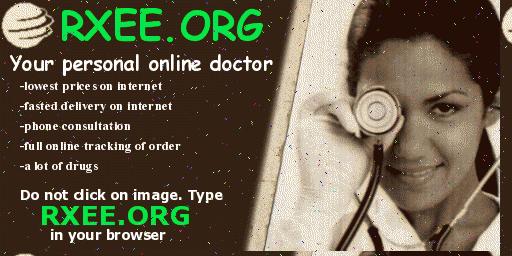 RXEE.ORG
Your personal online doctor
-lowest prices on internet
-fasted delivery on internet
-phone consultation
-full online tracking of order
-a lot of drugs
Do not click on image. Type
RXEE.ORG
in your browser